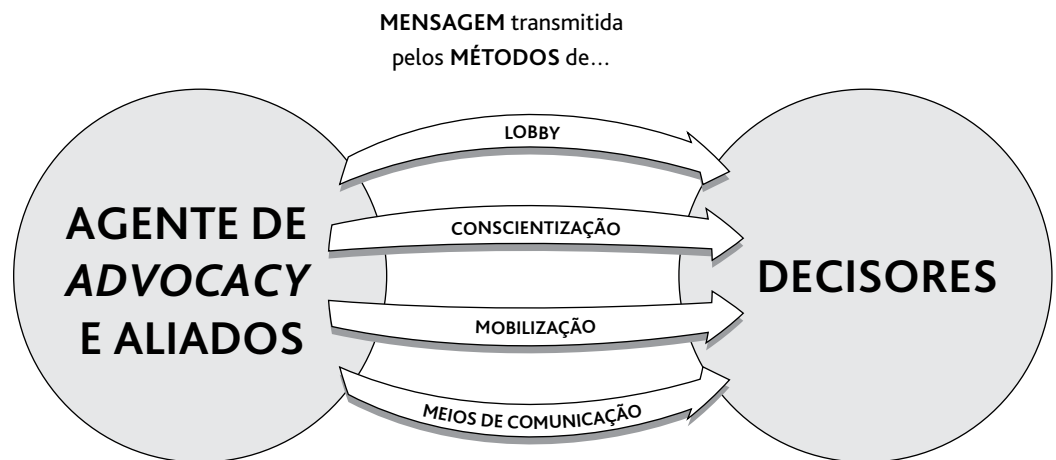 MENSAGEM transmitida
pelos MÉTODOS de…
AGENTE DE
ADVOCACY
E ALIADOS
LOBBY
CONSCIENTIZAÇÃO
MOBILIZAÇÃO
MEIOS DE COMUNICAÇÃO
DECISORES